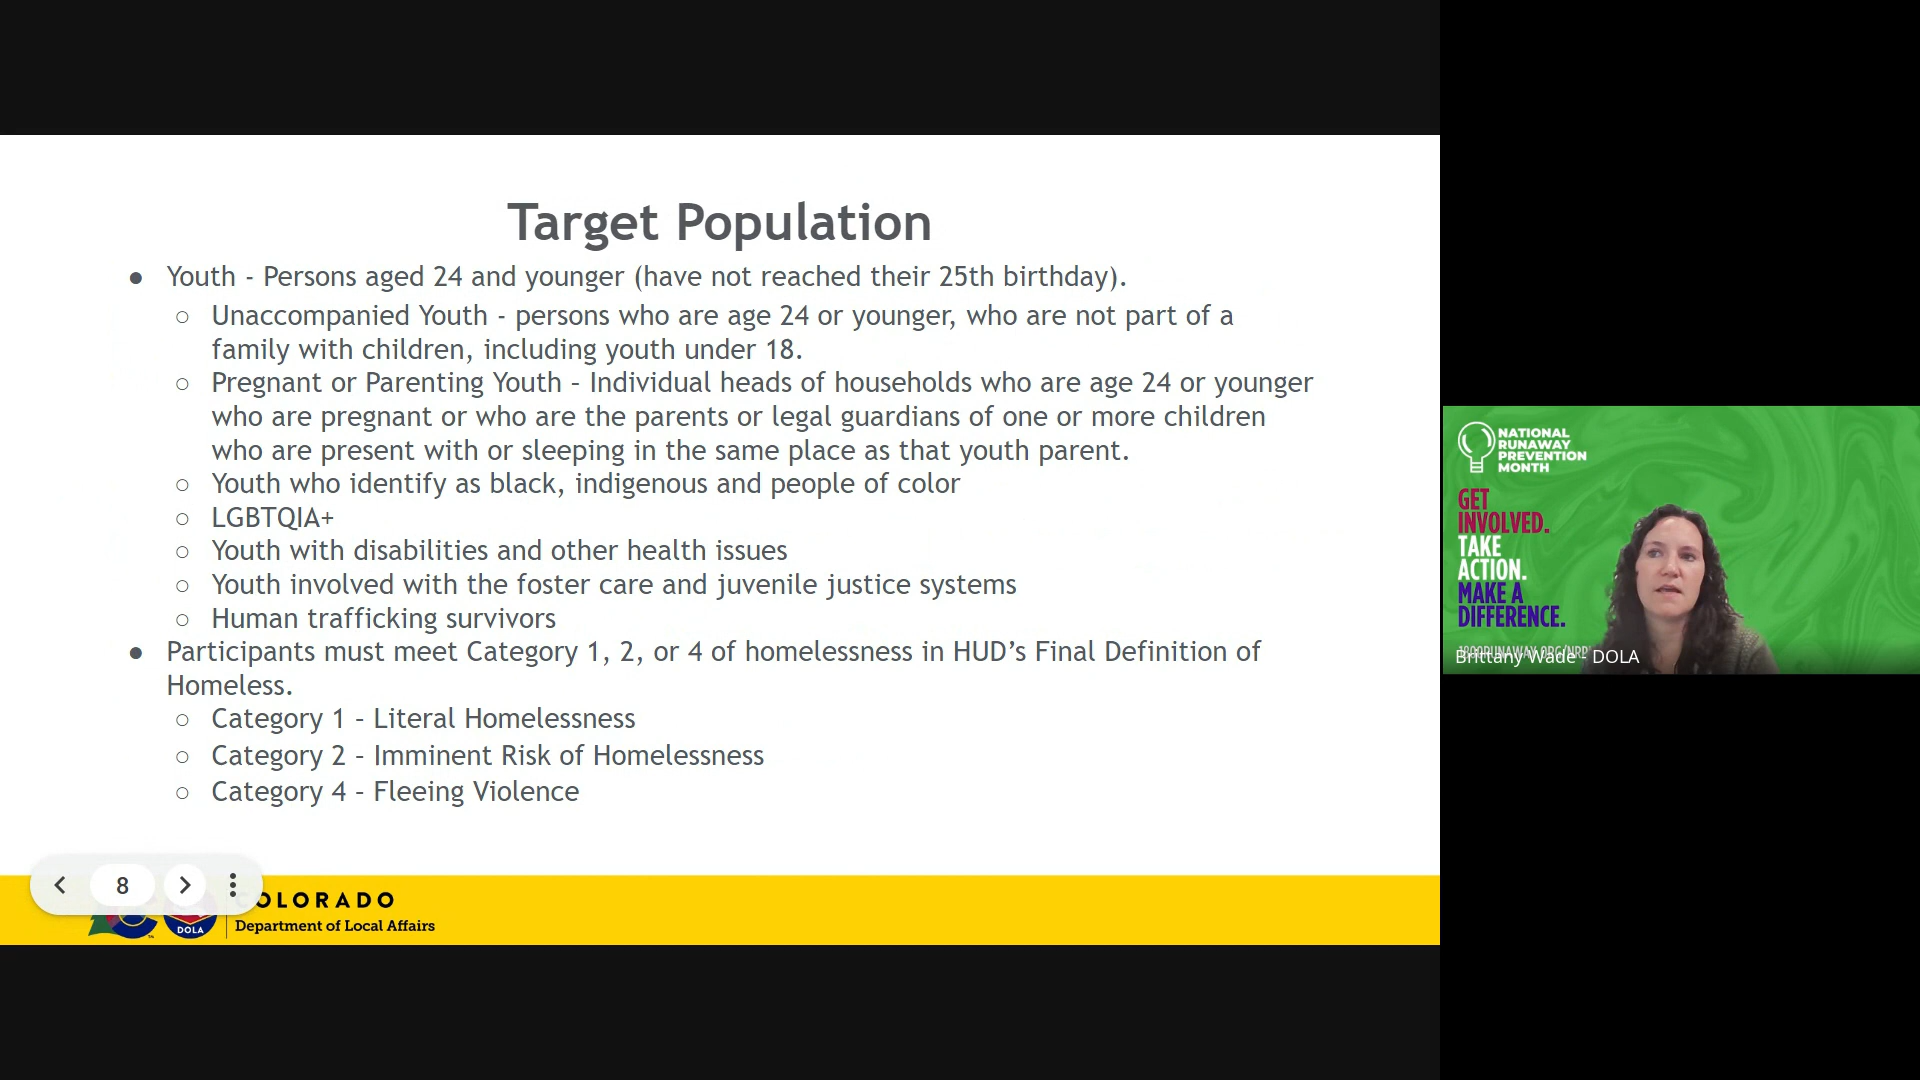 Target Population
● Youth - Persons aged 24 and younger (have not reached their 25th birthday).
○ Unaccompanied Youth - persons who are age 24 or younger, who are not part of a
family with children, including youth under 18.
○ Pregnant or Parenting Youth – Individual heads of households who are age 24 or younger
who are pregnant or who are the parents or legal guardians of one or more children
who are present with or sleeping in the same place as that youth parent.
○ Youth who identify as black, indigenous and people of color
○ LGBTQIA+
○ Youth with disabilities and other health issues
○ Youth involved with the foster care and juvenile justice systems
○ Human trafficking survivors
● Participants must meet Category 1, 2, or 4 of homelessness in HUD’s Final Definition of
Homeless.
○ Category 1 – Literal Homelessness
○ Category 2 – Imminent Risk of Homelessness
○ Category 4 – Fleeing Violence
8
COLORADO
Department of Local Affairs
DOLA
NATIONAL
RUNAWAY
PREVENTION
MONTH
GET
INVOLVED.
TAKE
ACTION.
MAKE A
DIFFERENCE.
Brittany Wade - DOLA